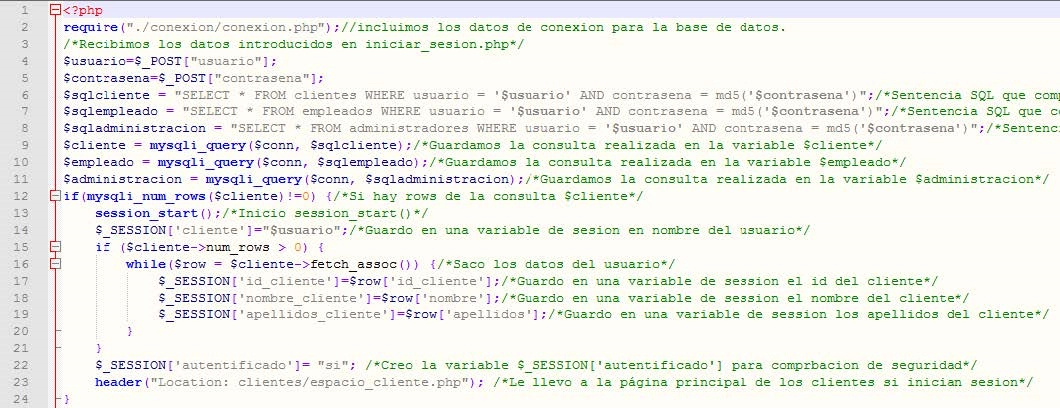 1 <?php
2 require("./conexion/conexion.php");//incluimos los datos de conexion para la base de datos.
3 /*Recibimos los datos introducidos en iniciar_sesion.php*/
4 $usuario=$_POST["usuario"];
5 $contrasena=$_POST["contrasena"];
6 $sqlcliente = "SELECT * FROM clientes WHERE usuario = '$usuario' AND contrasena = md5('$contrasena')";/*Sentencia SQL que comp
7 $sqlempleado = "SELECT * FROM empleados WHERE usuario = '$usuario' AND contrasena = md5('$contrasena')";/*Sentencia SQL que co
8 $sqladministracion = "SELECT * FROM administradores WHERE usuario = '$usuario' AND contrasena = md5('$contrasena')";/*Sentenc
9 $cliente = mysqli_query($conn, $sqlcliente);/*Guardamos la consulta realizada en la variable $cliente*/
10 $empleado = mysqli_query($conn, $sqlempleado);/*Guardamos la consulta realizada en la variable $empleado*/
11 $administracion = mysqli_query($conn, $sqladministracion);/*Guardamos la consulta realizada en la variable $administracion*/
12 if(mysqli_num_rows($cliente)!=0) {/*Si hay rows de la consulta $cliente*/
13 session_start();/*Inicio session_start()*/
14 $_SESSION['cliente']="$usuario";/*Guardo en una variable de sesion en nombre del usuario*/
15 if ($cliente->num_rows > 0) {
16 while($row = $cliente->fetch_assoc()) {/*Saco los datos del usuario*/
17 $_SESSION['id_cliente']=$row['id_cliente'];/*Guardo en una variable de session el id del cliente*/
18 $_SESSION['nombre_cliente']=$row['nombre'];/*Guardo en una variable de session el nombre del cliente*/
19 $_SESSION['apellidos_cliente']=$row['apellidos'];/*Guardo en una variable de session los apellidos del cliente*/
20 }
21 }
22 $_SESSION['autentificado']= "si"; /*Creo la variable $_SESSION['autentificado'] para comprbacion de seguridad*/
23 header("Location: clientes/espacio_cliente.php"); /*Le llevo a la página principal de los clientes si inician sesion*/
24 }